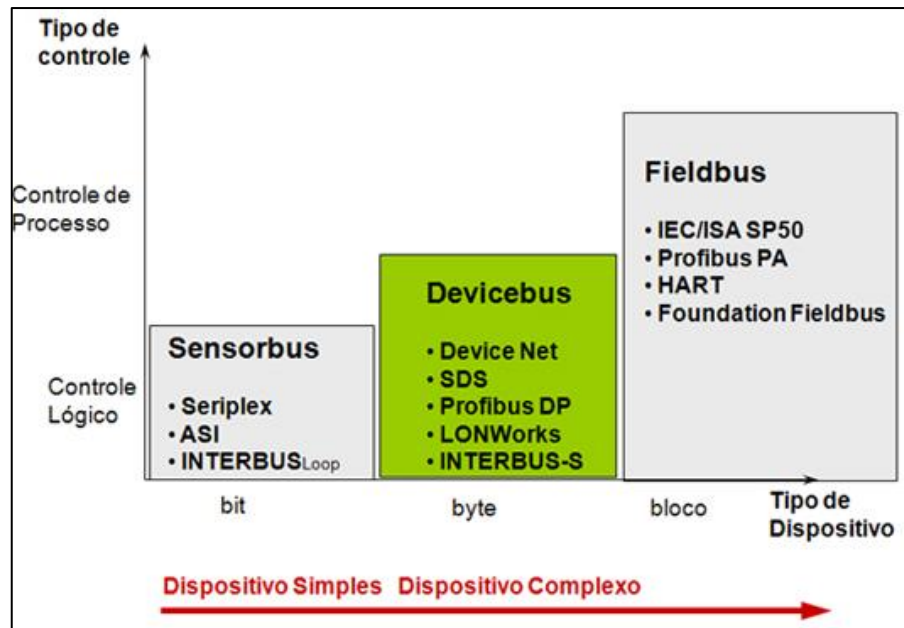 Tipo de
controle
Controle de
Processo
Controle
Lógico
Sensorbus
• Seriplex
• ASI
• INTERBUSLoop
Devicebus
• Device Net
• SDS
• Profibus DP
• LONWorks
• INTERBUS-S
Fieldbus
• IEC/ISA SP50
• Profibus PA
• HART
• Foundation Fieldbus
bit
byte
bloco
Tipo de
Dispositivo
Dispositivo Simples Dispositivo Complexo